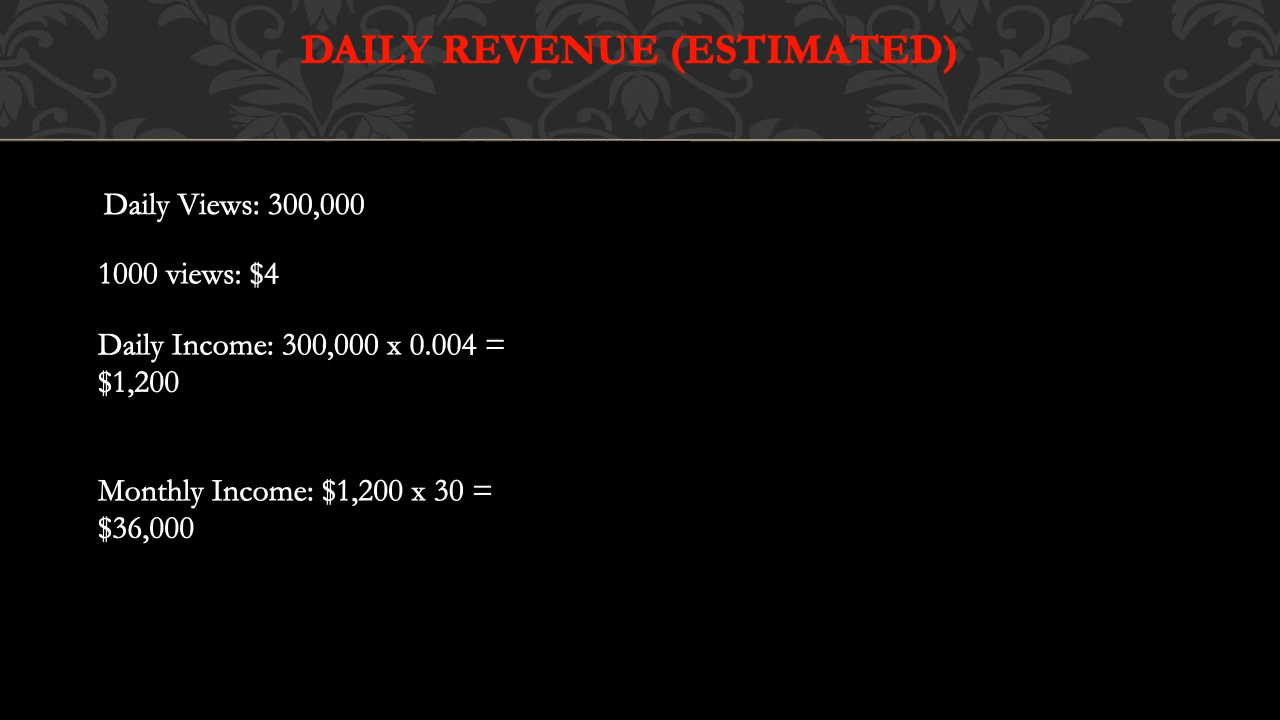 DAILY REVENUE (ESTIMATED)
Daily Views: 300,000
1000 views: $4
Daily Income: 300,000 x 0.004 =
$1,200
Monthly Income: $1,200 x 30 =
$36,000